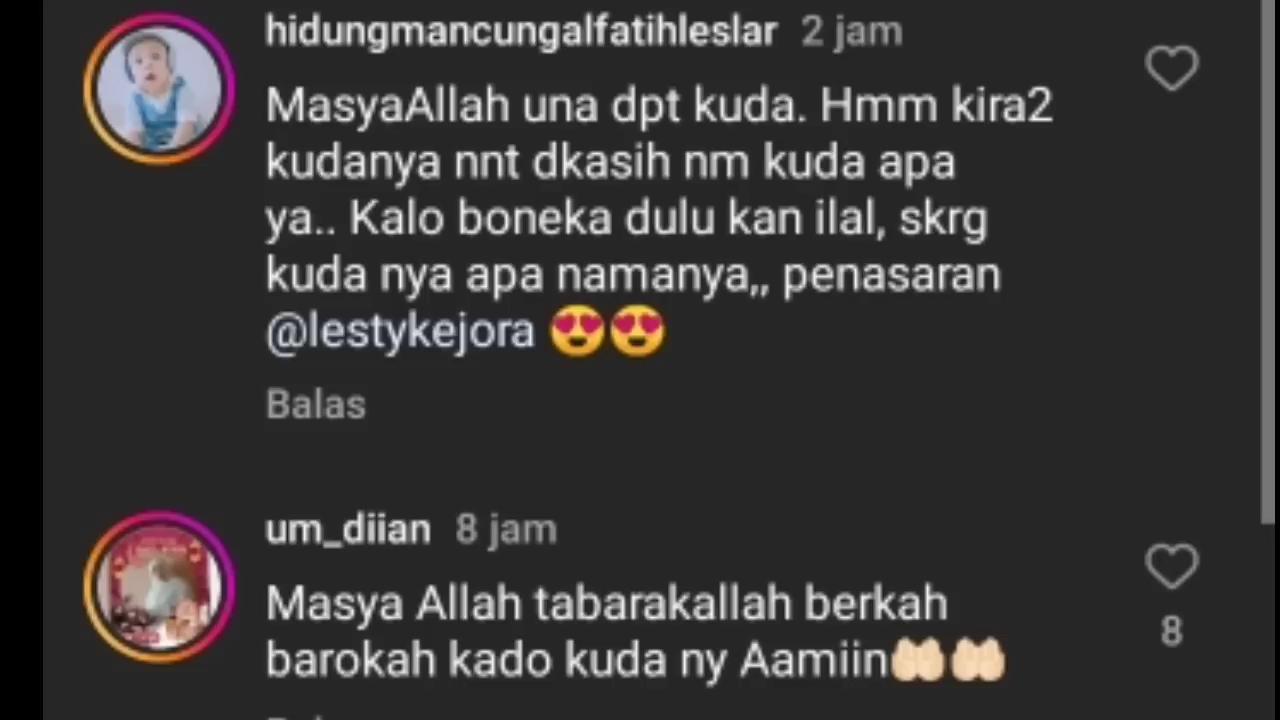 hidungmancungalfatihleslar 2 jam
MasyaAllah una dpt kuda. Hmm kira2
kudanya nnt dkasih nm kuda apa
ya.. Kalo boneka dulu kan ilal, skrg
kuda nya apa namanya,, penasaran
@lestykejora 😍😍
Balas
um_diian 8 jam
Masya Allah tabarakallah berkah
barokah kado kuda ny Aamiin🤲🏻🤲🏻
8